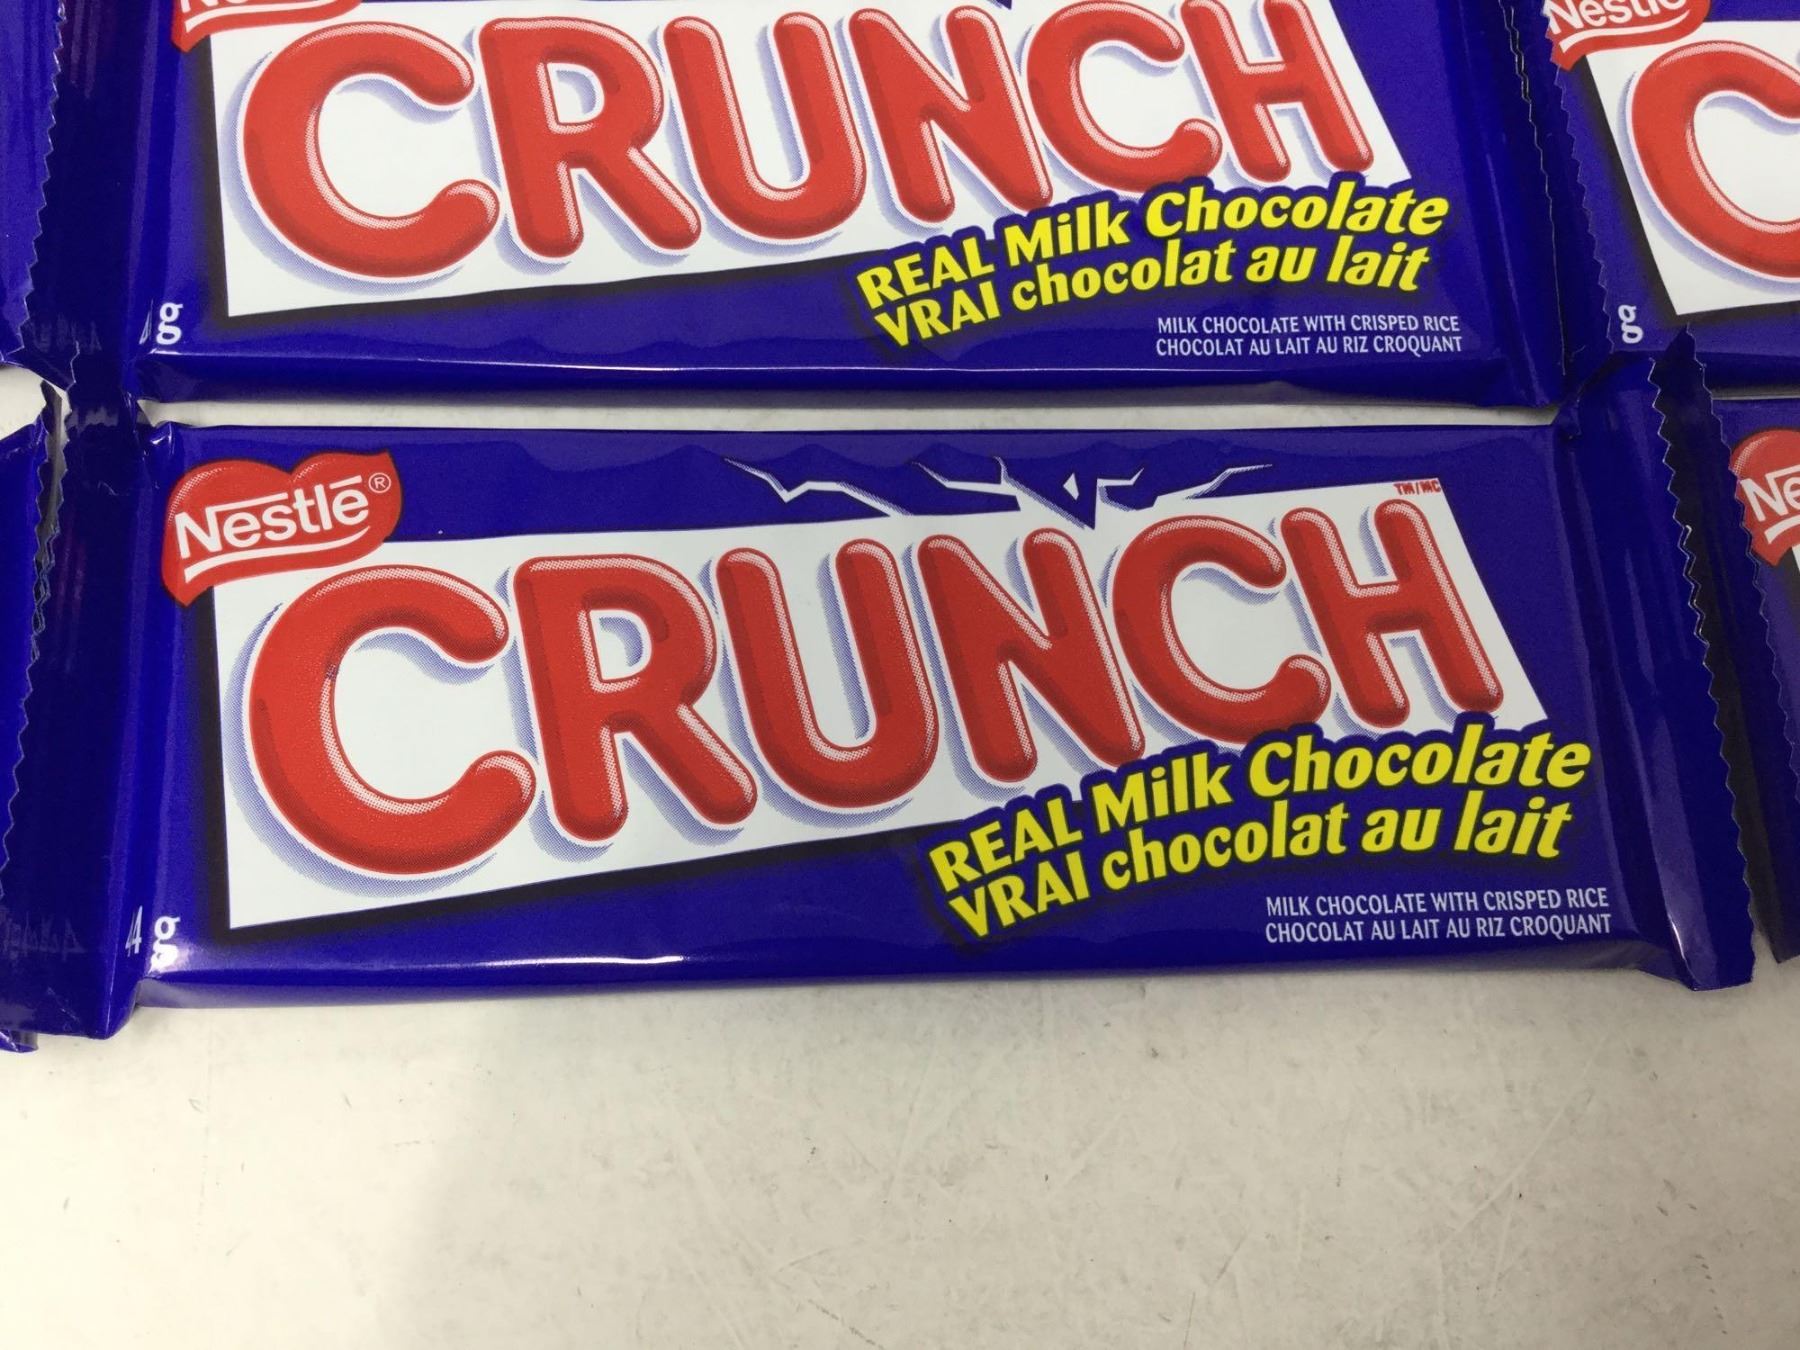 CRUNCH
REAL Milk Chocolate
VRAI chocolat au lait
MILK CHOCOLATE WITH CRISPED RICE
CHOCOLAT AU LAIT AU RIZ CROQUANT
g
Nestlé
g
Nestlé®
CRUNCH
TM/MC
REAL Milk Chocolate
VRAI chocolat au lait
MILK CHOCOLATE WITH CRISPED RICE
CHOCOLAT AU LAIT AU RIZ CROQUANT
g